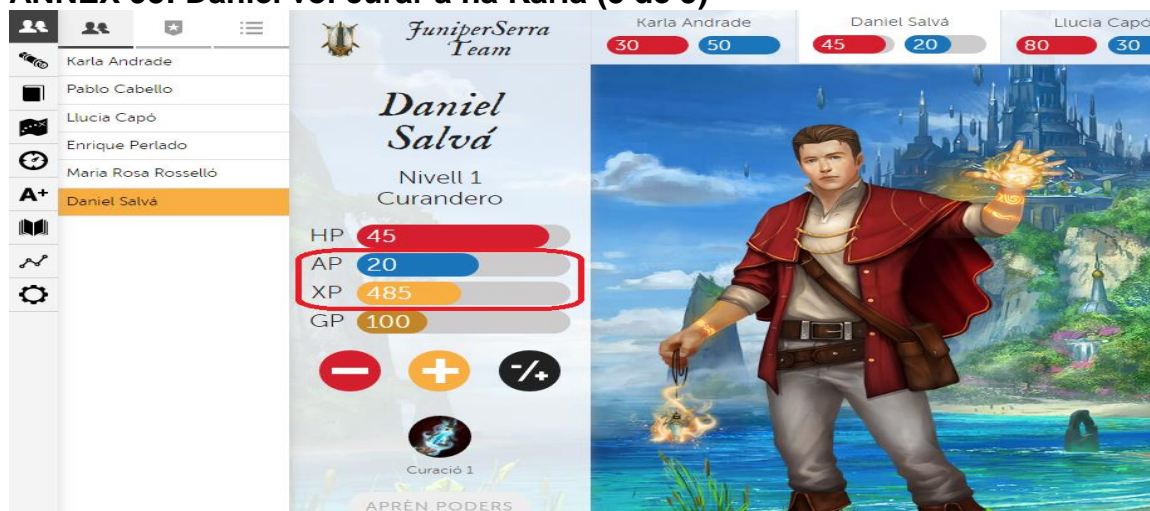 ANNEX 38: Daniel vol curar a na Karla (3 de 3)
JuniperSerra
Team
Karla Andrade
30 50
Daniel Salvá
45 20
Llucia Capó
80 30
Karla Andrade
Pablo Cabello
Llucia Capó
Enrique Perlado
Maria Rosa Rosselló
Daniel Salvá
A+
Daniel
Salvá
Nivell 1
Curandero
HP 45
AP 20
XP 485
GP 100
-/+
Curació 1
APRÈN PODERS